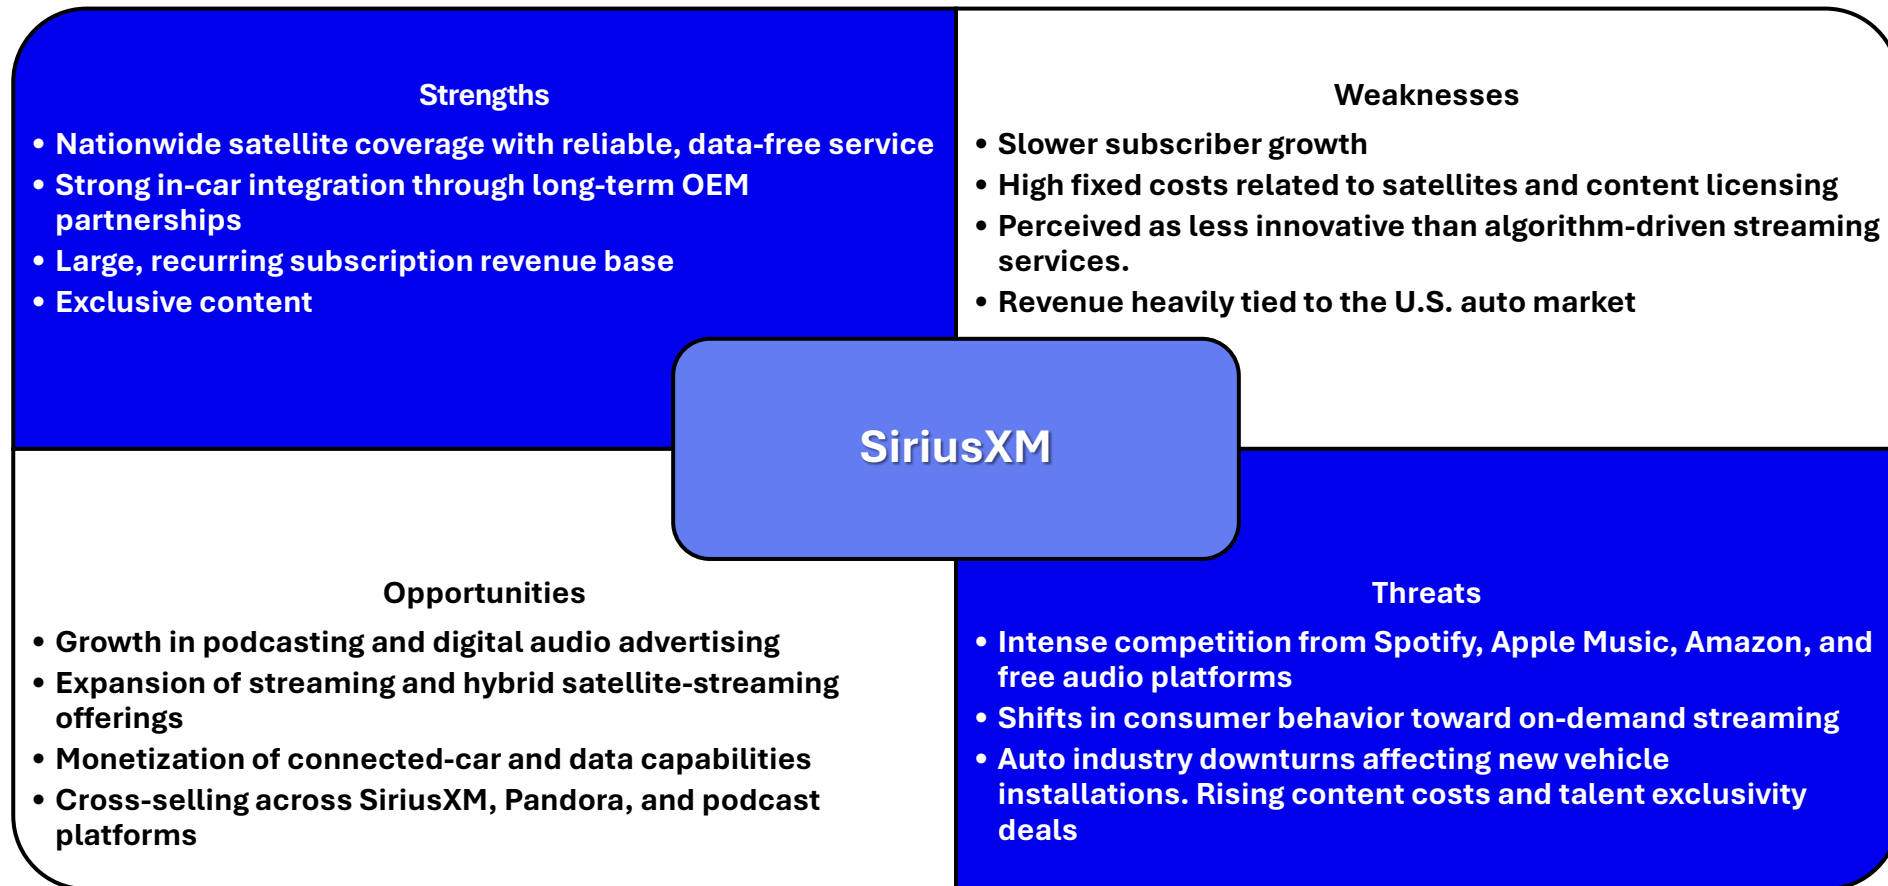 Strengths
• Nationwide satellite coverage with reliable, data-free service
• Strong in-car integration through long-term OEM
partnerships
• Large, recurring subscription revenue base
• Exclusive content
Weaknesses
• Slower subscriber growth
• High fixed costs related to satellites and content licensing
• Perceived as less innovative than algorithm-driven streaming
services.
• Revenue heavily tied to the U.S. auto market
SiriusXM
Opportunities
• Growth in podcasting and digital audio advertising
• Expansion of streaming and hybrid satellite-streaming
offerings
• Monetization of connected-car and data capabilities
• Cross-selling across SiriusXM, Pandora, and podcast
platforms
Threats
• Intense competition from Spotify, Apple Music, Amazon, and
free audio platforms
• Shifts in consumer behavior toward on-demand streaming
• Auto industry downturns affecting new vehicle
installations. Rising content costs and talent exclusivity
deals